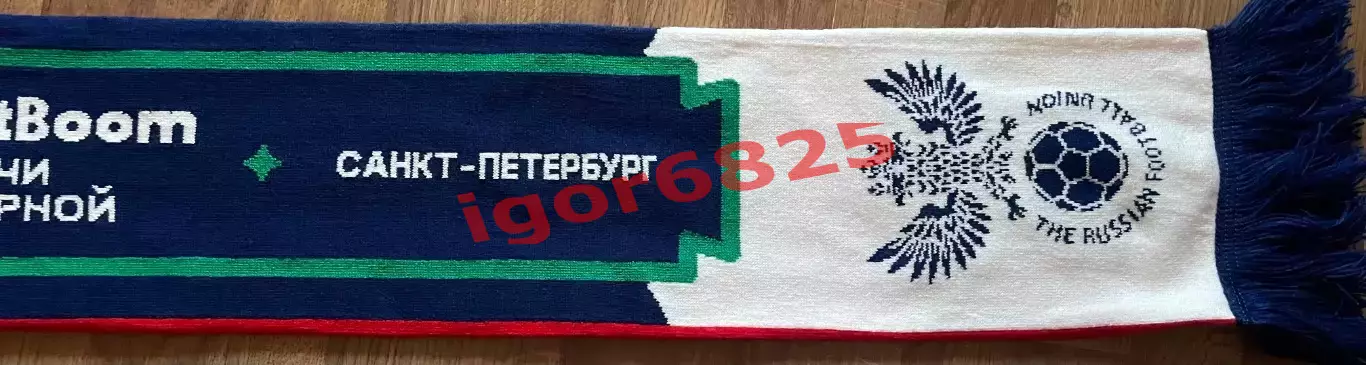 tBoom
ЧИ
РНОЙ
САНКТ-ПЕТЕРБУРГ
THE RUSSIAN FOOTBALL UNION
igor6825